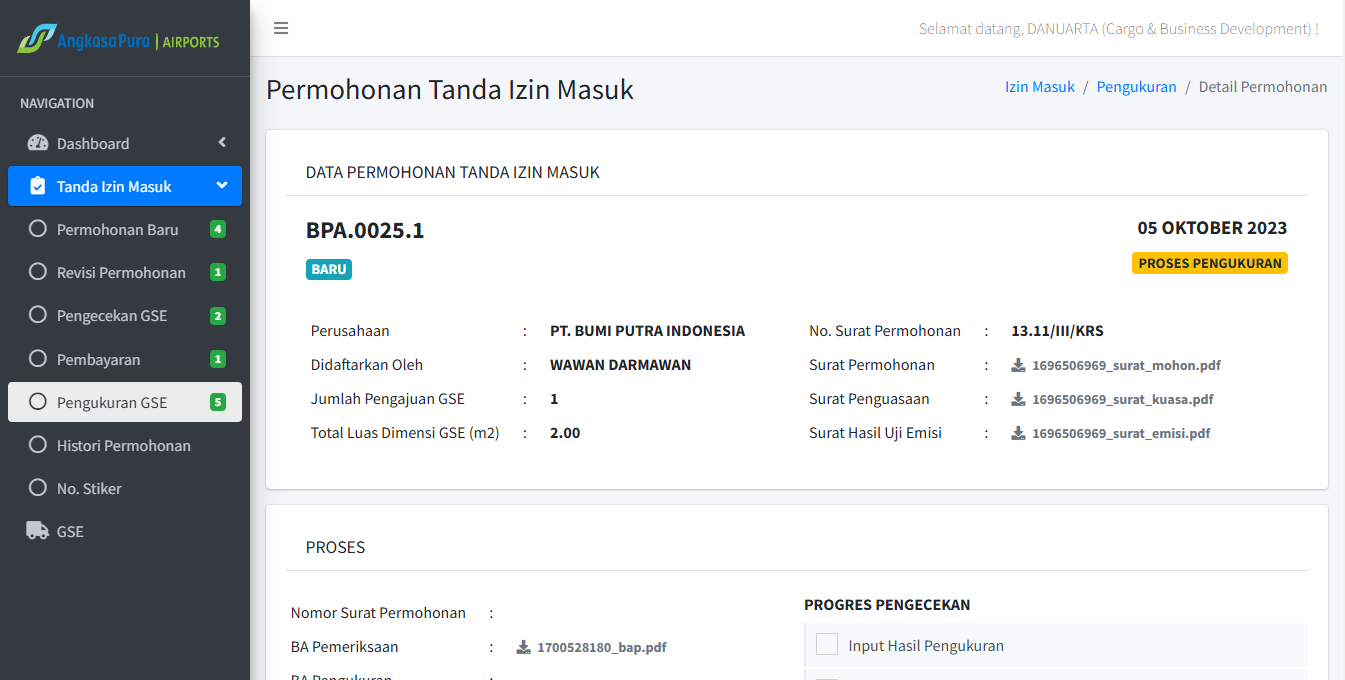 AngkasaPura | AIRPORTS
Selamat datang, DANUARTA (Cargo & Business Development) !
NAVIGATION
Dashboard
Tanda Izin Masuk
Permohonan Baru 4
Revisi Permohonan 1
Pengecekan GSE 2
Pembayaran 1
Pengukuran GSE 5
Histori Permohonan
No. Stiker
GSE
Permohonan Tanda Izin Masuk
Izin Masuk / Pengukuran / Detail Permohonan
DATA PERMOHONAN TANDA IZIN MASUK
BPA.0025.1
BARU
05 OKTOBER 2023
PROSES PENGUKURAN
Perusahaan : PT. BUMI PUTRA INDONESIA
Didaftarkan Oleh : WAWAN DARMAWAN
Jumlah Pengajuan GSE : 1
Total Luas Dimensi GSE (m2) : 2.00
No. Surat Permohonan : 13.11/III/KRS
Surat Permohonan : 1696506969_surat_mohon.pdf
Surat Penguasaan : 1696506969_surat_kuasa.pdf
Surat Hasil Uji Emisi : 1696506969_surat_emisi.pdf
PROSES
Nomor Surat Permohonan :
BA Pemeriksaan : 1700528180_bap.pdf
BA Pengukuran :
PROGRES PENGECEKAN
Input Hasil Pengukuran